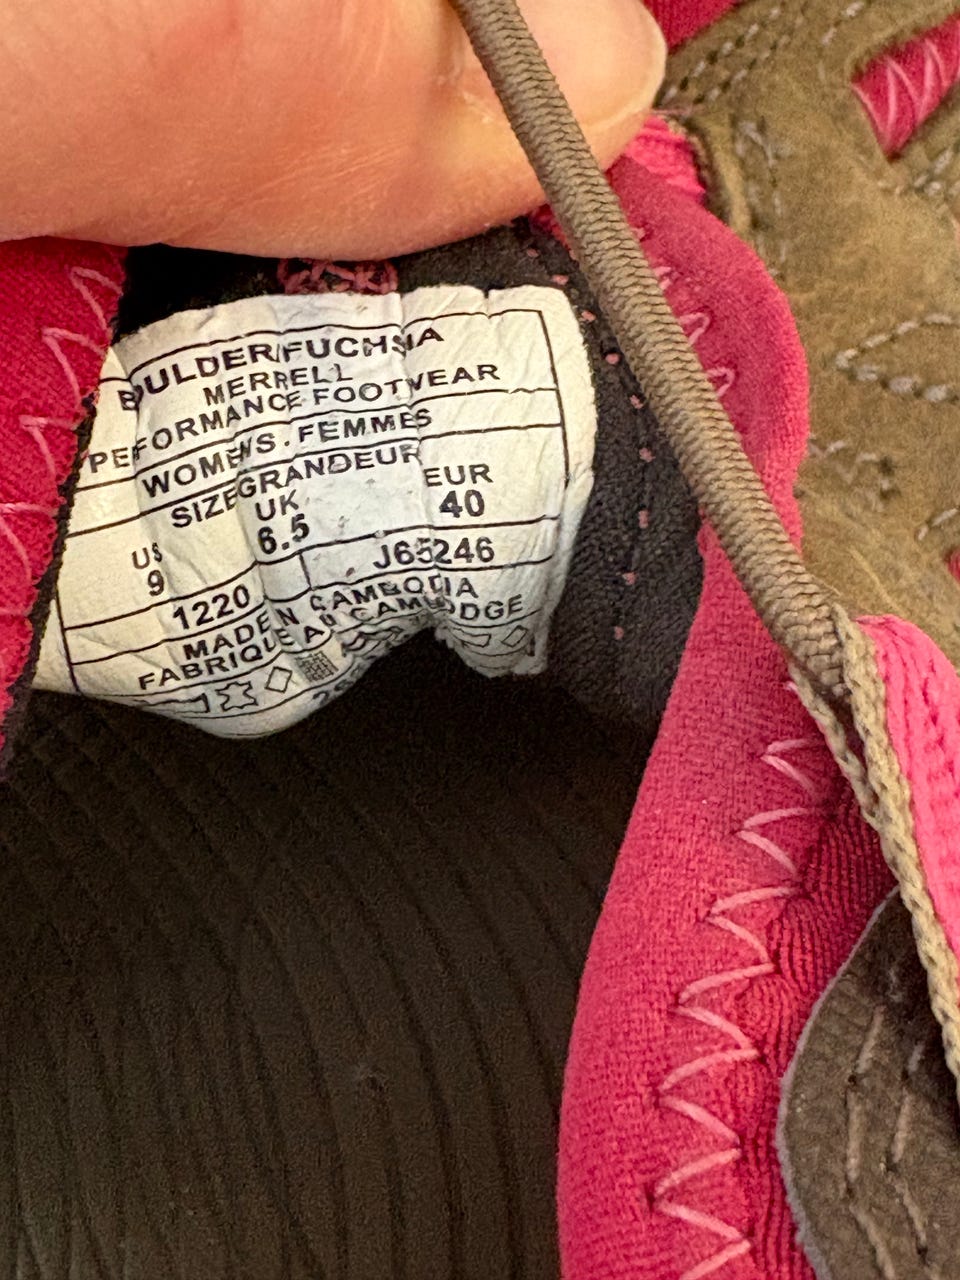 BOULDER/FUCHSIA
MERRELL
PERFORMANCE FOOTWEAR
WOMENS . FEMMES
SIZE GRANDEUR
US UK EUR
9 6.5 40
1220 J65246
MADE IN CAMBODIA
FABRIQUE AU CAMBODGE